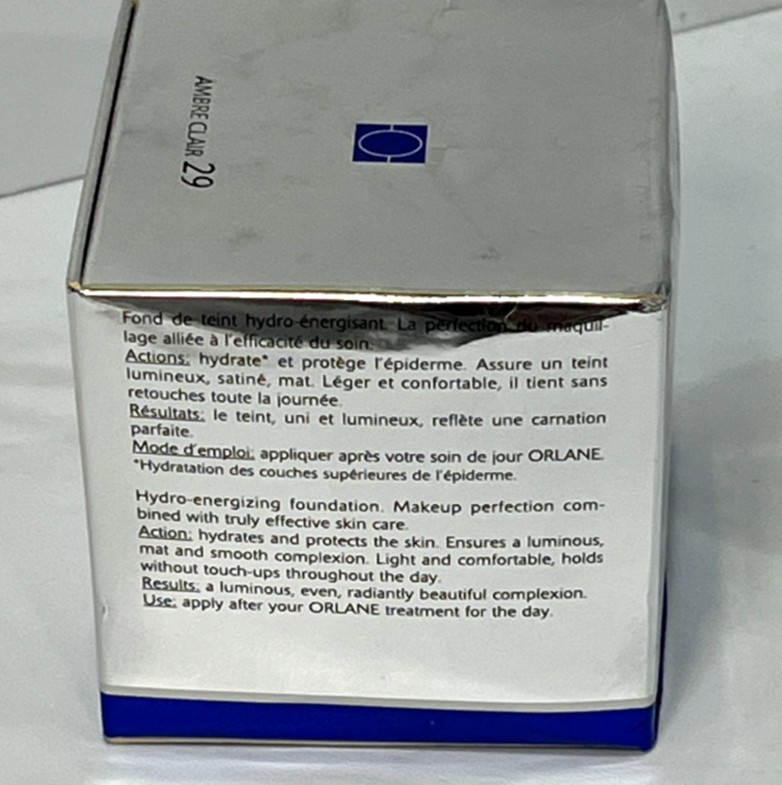 AMBRE CLAIR 29
Fond de teint hydro-énergisant. La perfection du maquil-
lage alliée à l'efficacité du soin.
Actions: hydrate* et protège l'épiderme. Assure un teint
lumineux, satiné, mat. Léger et confortable, il tient sans
retouches toute la journée.
Résultats: le teint, uni et lumineux, reflète une carnation
parfaite.
Mode d'emploi: appliquer après votre soin de jour ORLANE.
*Hydratation des couches supérieures de l'épiderme.
Hydro-energizing foundation. Makeup perfection com-
bined with truly effective skin care.
Action: hydrates and protects the skin. Ensures a luminous,
mat and smooth complexion. Light and comfortable, holds
without touch-ups throughout the day.
Results: a luminous, even, radiantly beautiful complexion.
Use: apply after your ORLANE treatment for the day.